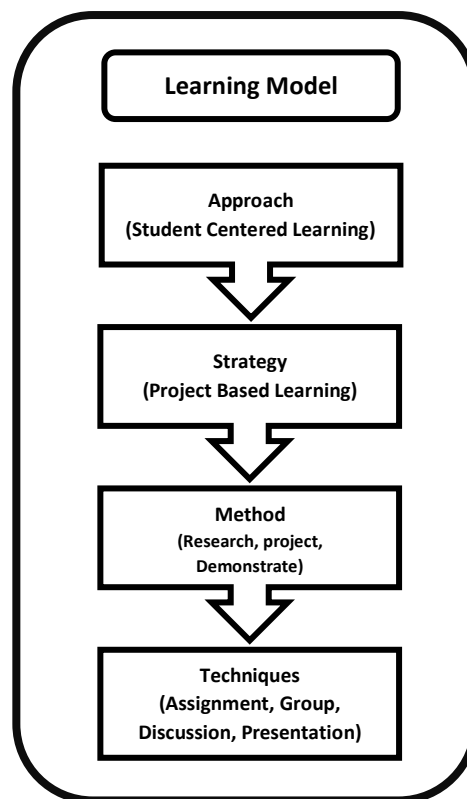 Learning Model
Approach
(Student Centered Learning)
Strategy
(Project Based Learning)
Method
(Research, project,
Demonstrate)
Techniques
(Assignment, Group,
Discussion, Presentation)